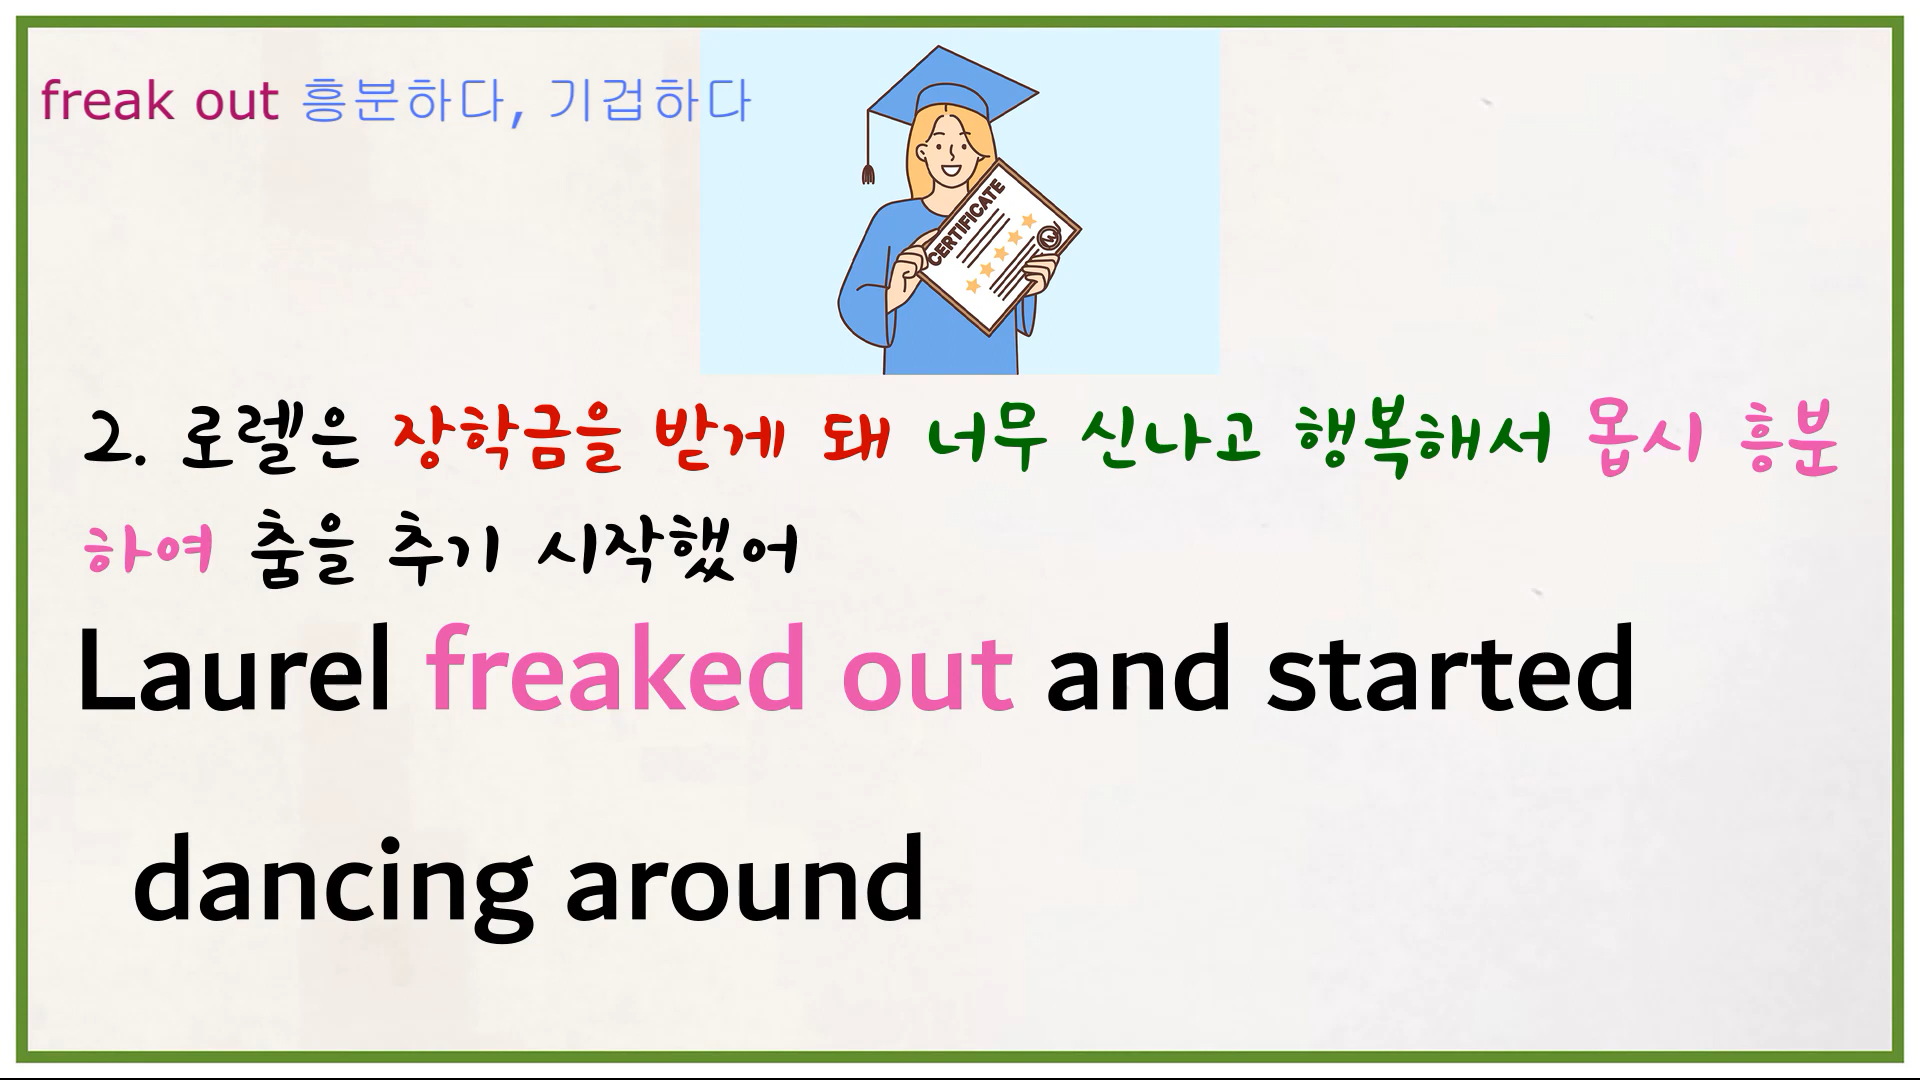 freak out 흥분하다, 기겁하다
CERTIFICATE
2. 로렐은 장학금을 받게 돼 너무 신나고 행복해서 몹시 흥분
하여 춤을 추기 시작했어
Laurel freaked out and started
dancing around